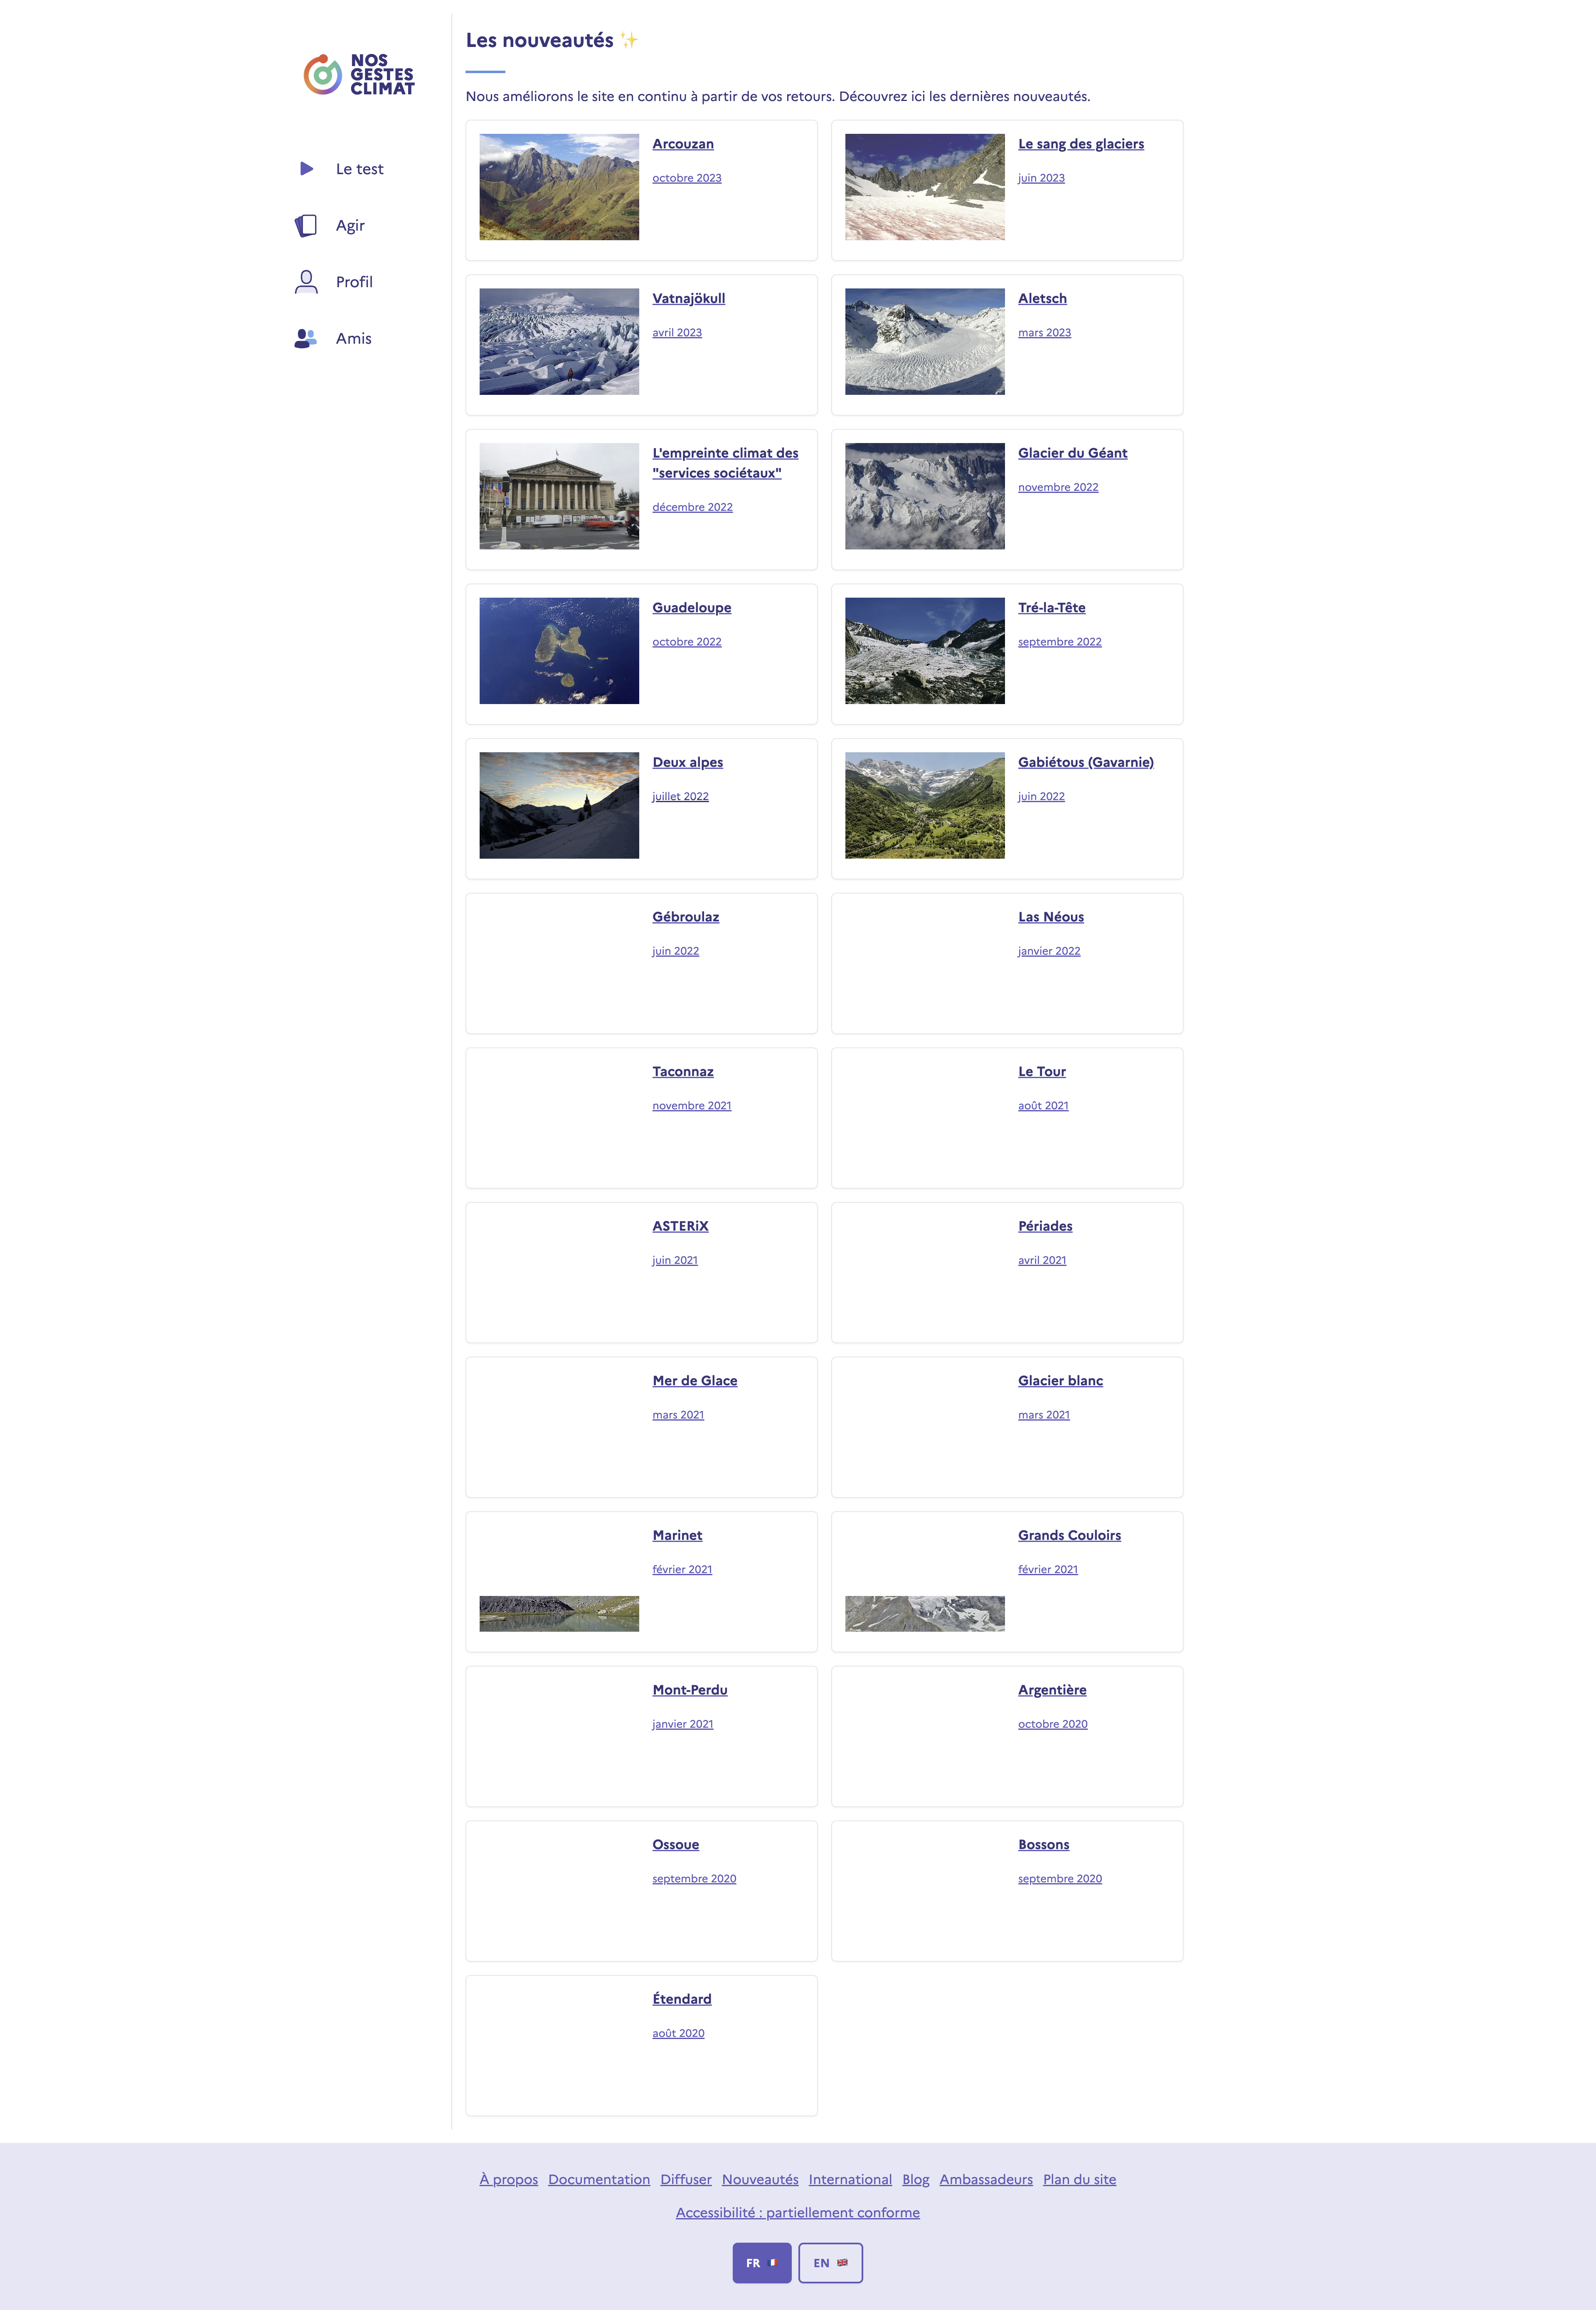 NOS
GESTES
CLIMAT
Le test
Agir
Profil
Amis
Les nouveautés ✨
Nous améliorons le site en continu à partir de vos retours. Découvrez ici les dernières nouveautés.
Arcouzan
octobre 2023
Le sang des glaciers
juin 2023
Vatnajökull
avril 2023
Aletsch
mars 2023
L'empreinte climat des
"services sociétaux"
décembre 2022
Glacier du Géant
novembre 2022
Guadeloupe
octobre 2022
Tré-la-Tête
septembre 2022
Deux alpes
juillet 2022
Gabiétous (Gavarnie)
juin 2022
Gébroulaz
juin 2022
Las Néous
janvier 2022
Taconnaz
novembre 2021
Le Tour
août 2021
ASTERiX
juin 2021
Périades
avril 2021
Mer de Glace
mars 2021
Glacier blanc
mars 2021
Marinet
février 2021
Grands Couloirs
février 2021
Mont-Perdu
janvier 2021
Argentière
octobre 2020
Ossoue
septembre 2020
Bossons
septembre 2020
Étendard
août 2020
À propos Documentation Diffuser Nouveautés International Blog Ambassadeurs Plan du site
Accessibilité : partiellement conforme
FR 🇫🇷 EN 🇬🇧